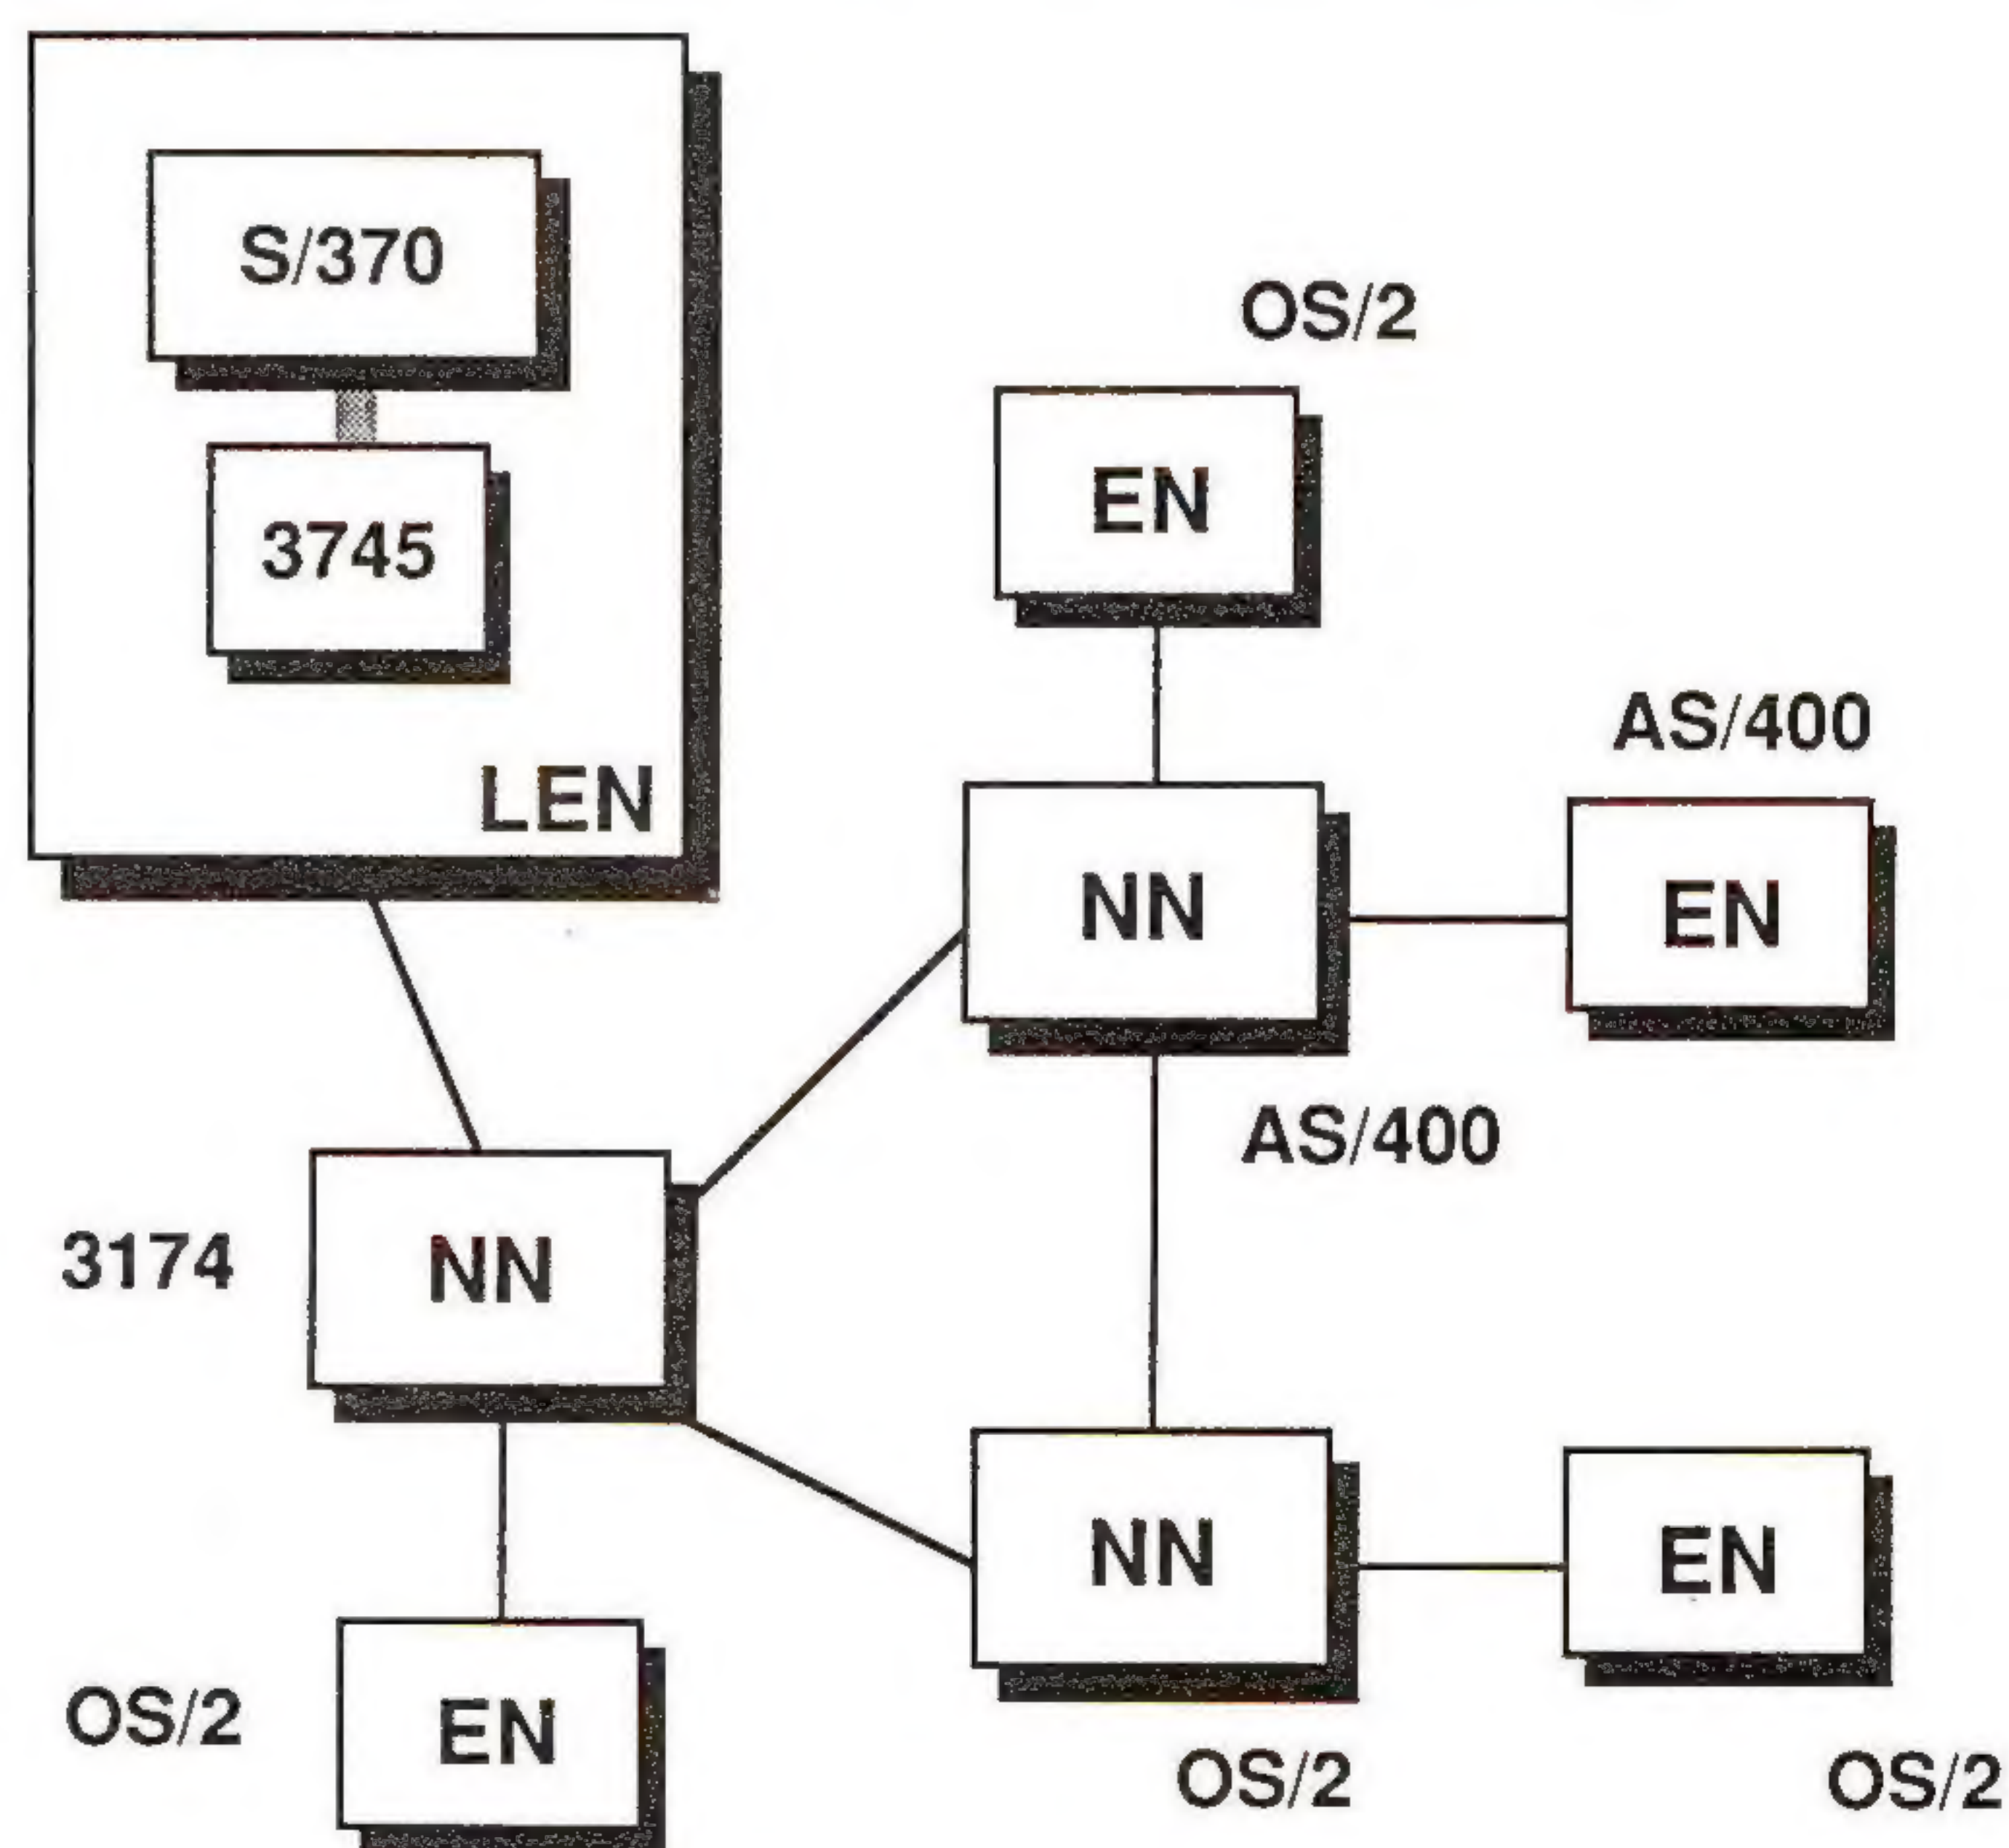 S/370
3745
LEN
OS/2
EN
AS/400
NN
EN
AS/400
3174
NN
NN
EN
OS/2
EN
OS/2
OS/2